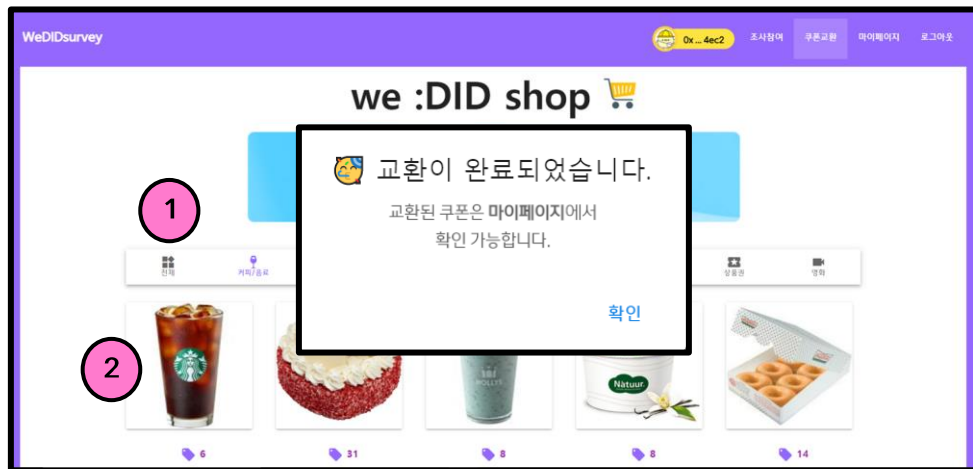 WeDIDsurvey
0x ... 4ec2
조사참여
쿠폰교환
마이페이지
로그아웃
we :DID shop
교환이 완료되었습니다.
교환된 쿠폰은 마이페이지에서
확인 가능합니다.
확인
1
전체
커피/음료
상품권
영화
2
HOLLYS
Natuur
6
31
8
8
14